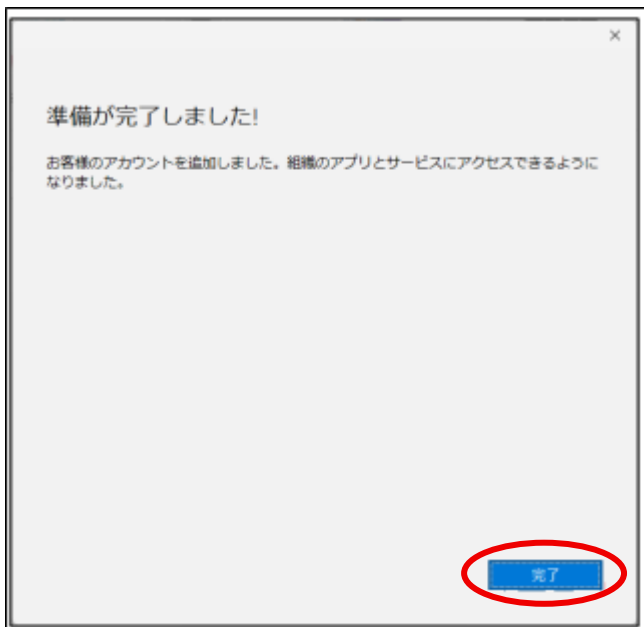 準備が完了しました!
お客様のアカウントを追加しました。組織のアプリとサービスにアクセスできるように
なりました。
完了